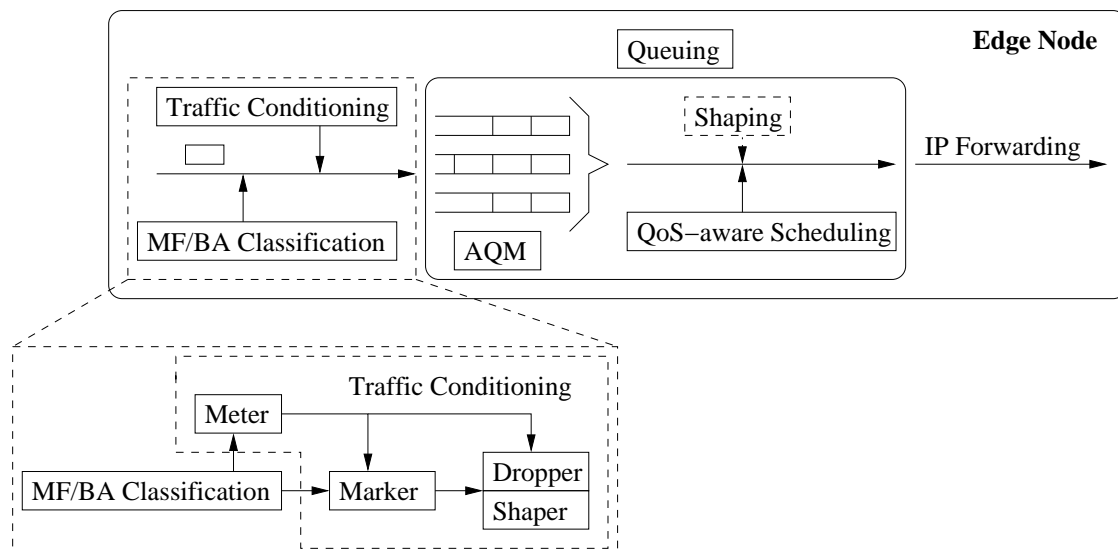 Edge Node
Queuing
Traffic Conditioning
Shaping
IP Forwarding
MF/BA Classification
AQM
QoS−aware Scheduling
Traffic Conditioning
Meter
MF/BA Classification
Marker
Dropper
Shaper